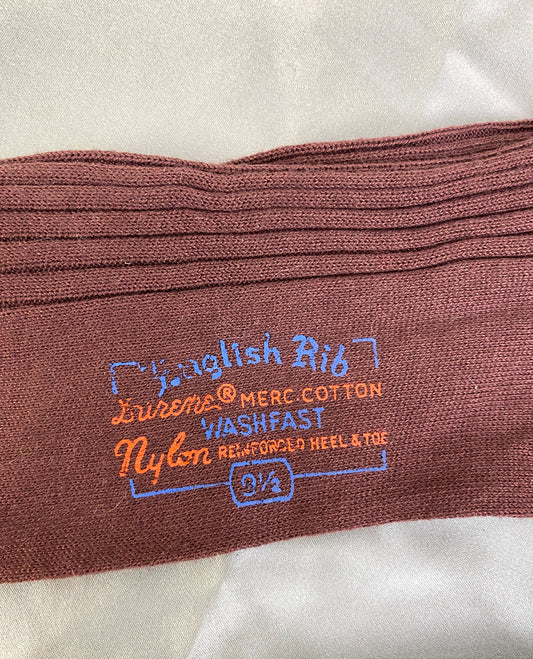 English Rib
Durene® MERC. COTTON
WASHFAST
Nylon REINFORCED HEEL & TOE
9½